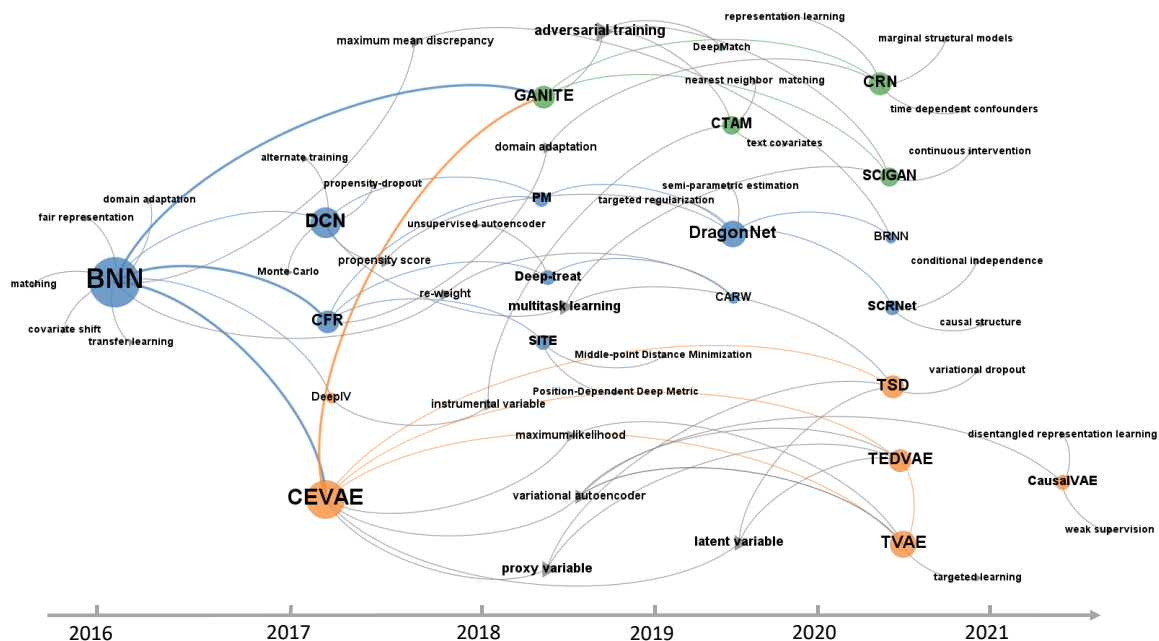 representation learning
adversarial training
maximum mean discrepancy
marginal structural models
DeepMatch
nearest neighbor matching
CRN
GANITE
time dependent confounders
CTAM
text covariates
domain adaptation
continuous intervention
alternate training
SCIGAN
propensity-dropout
semi-parametric estimation
domain adaptation
PM
targeted regularization
fair representation
DCN
unsupervised autoencoder
DragonNet
BRNN
propensity score
conditional independence
Monte Carlo
BNN
Deep-treat
matching
re-weight
CARW
multitask learning
SCRNet
CFR
causal structure
covariate shift
transfer learning
SITE
Middle-point Distance Minimization
variational dropout
TSD
Position-Dependent Deep Metric
DeepIV
instrumental variable
maximum-likelihood
disentangled representation learning
TEDVAE
CausalVAE
CEVAE
variational autoencoder
weak supervision
latent variable
TVAE
proxy variable
targeted learning
2016
2017
2018
2019
2020
2021